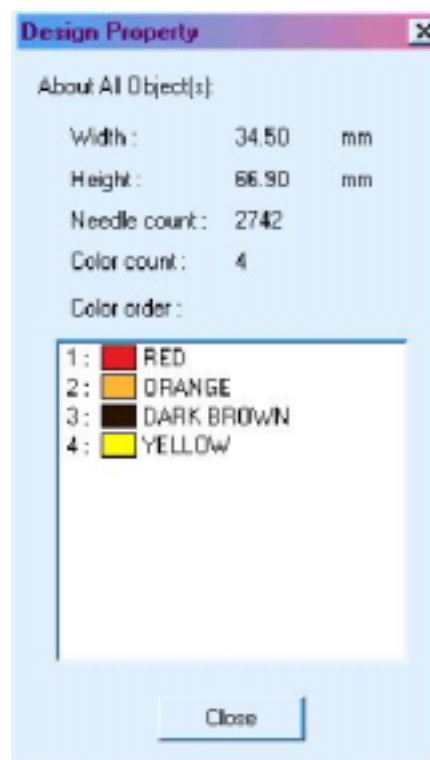 Design Property
About All Object(s):
Width : 34.50 mm
Height : 66.90 mm
Needle count : 2742
Color count : 4
Color order :
1 : RED
2 : ORANGE
3 : DARK BROWN
4 : YELLOW
Close